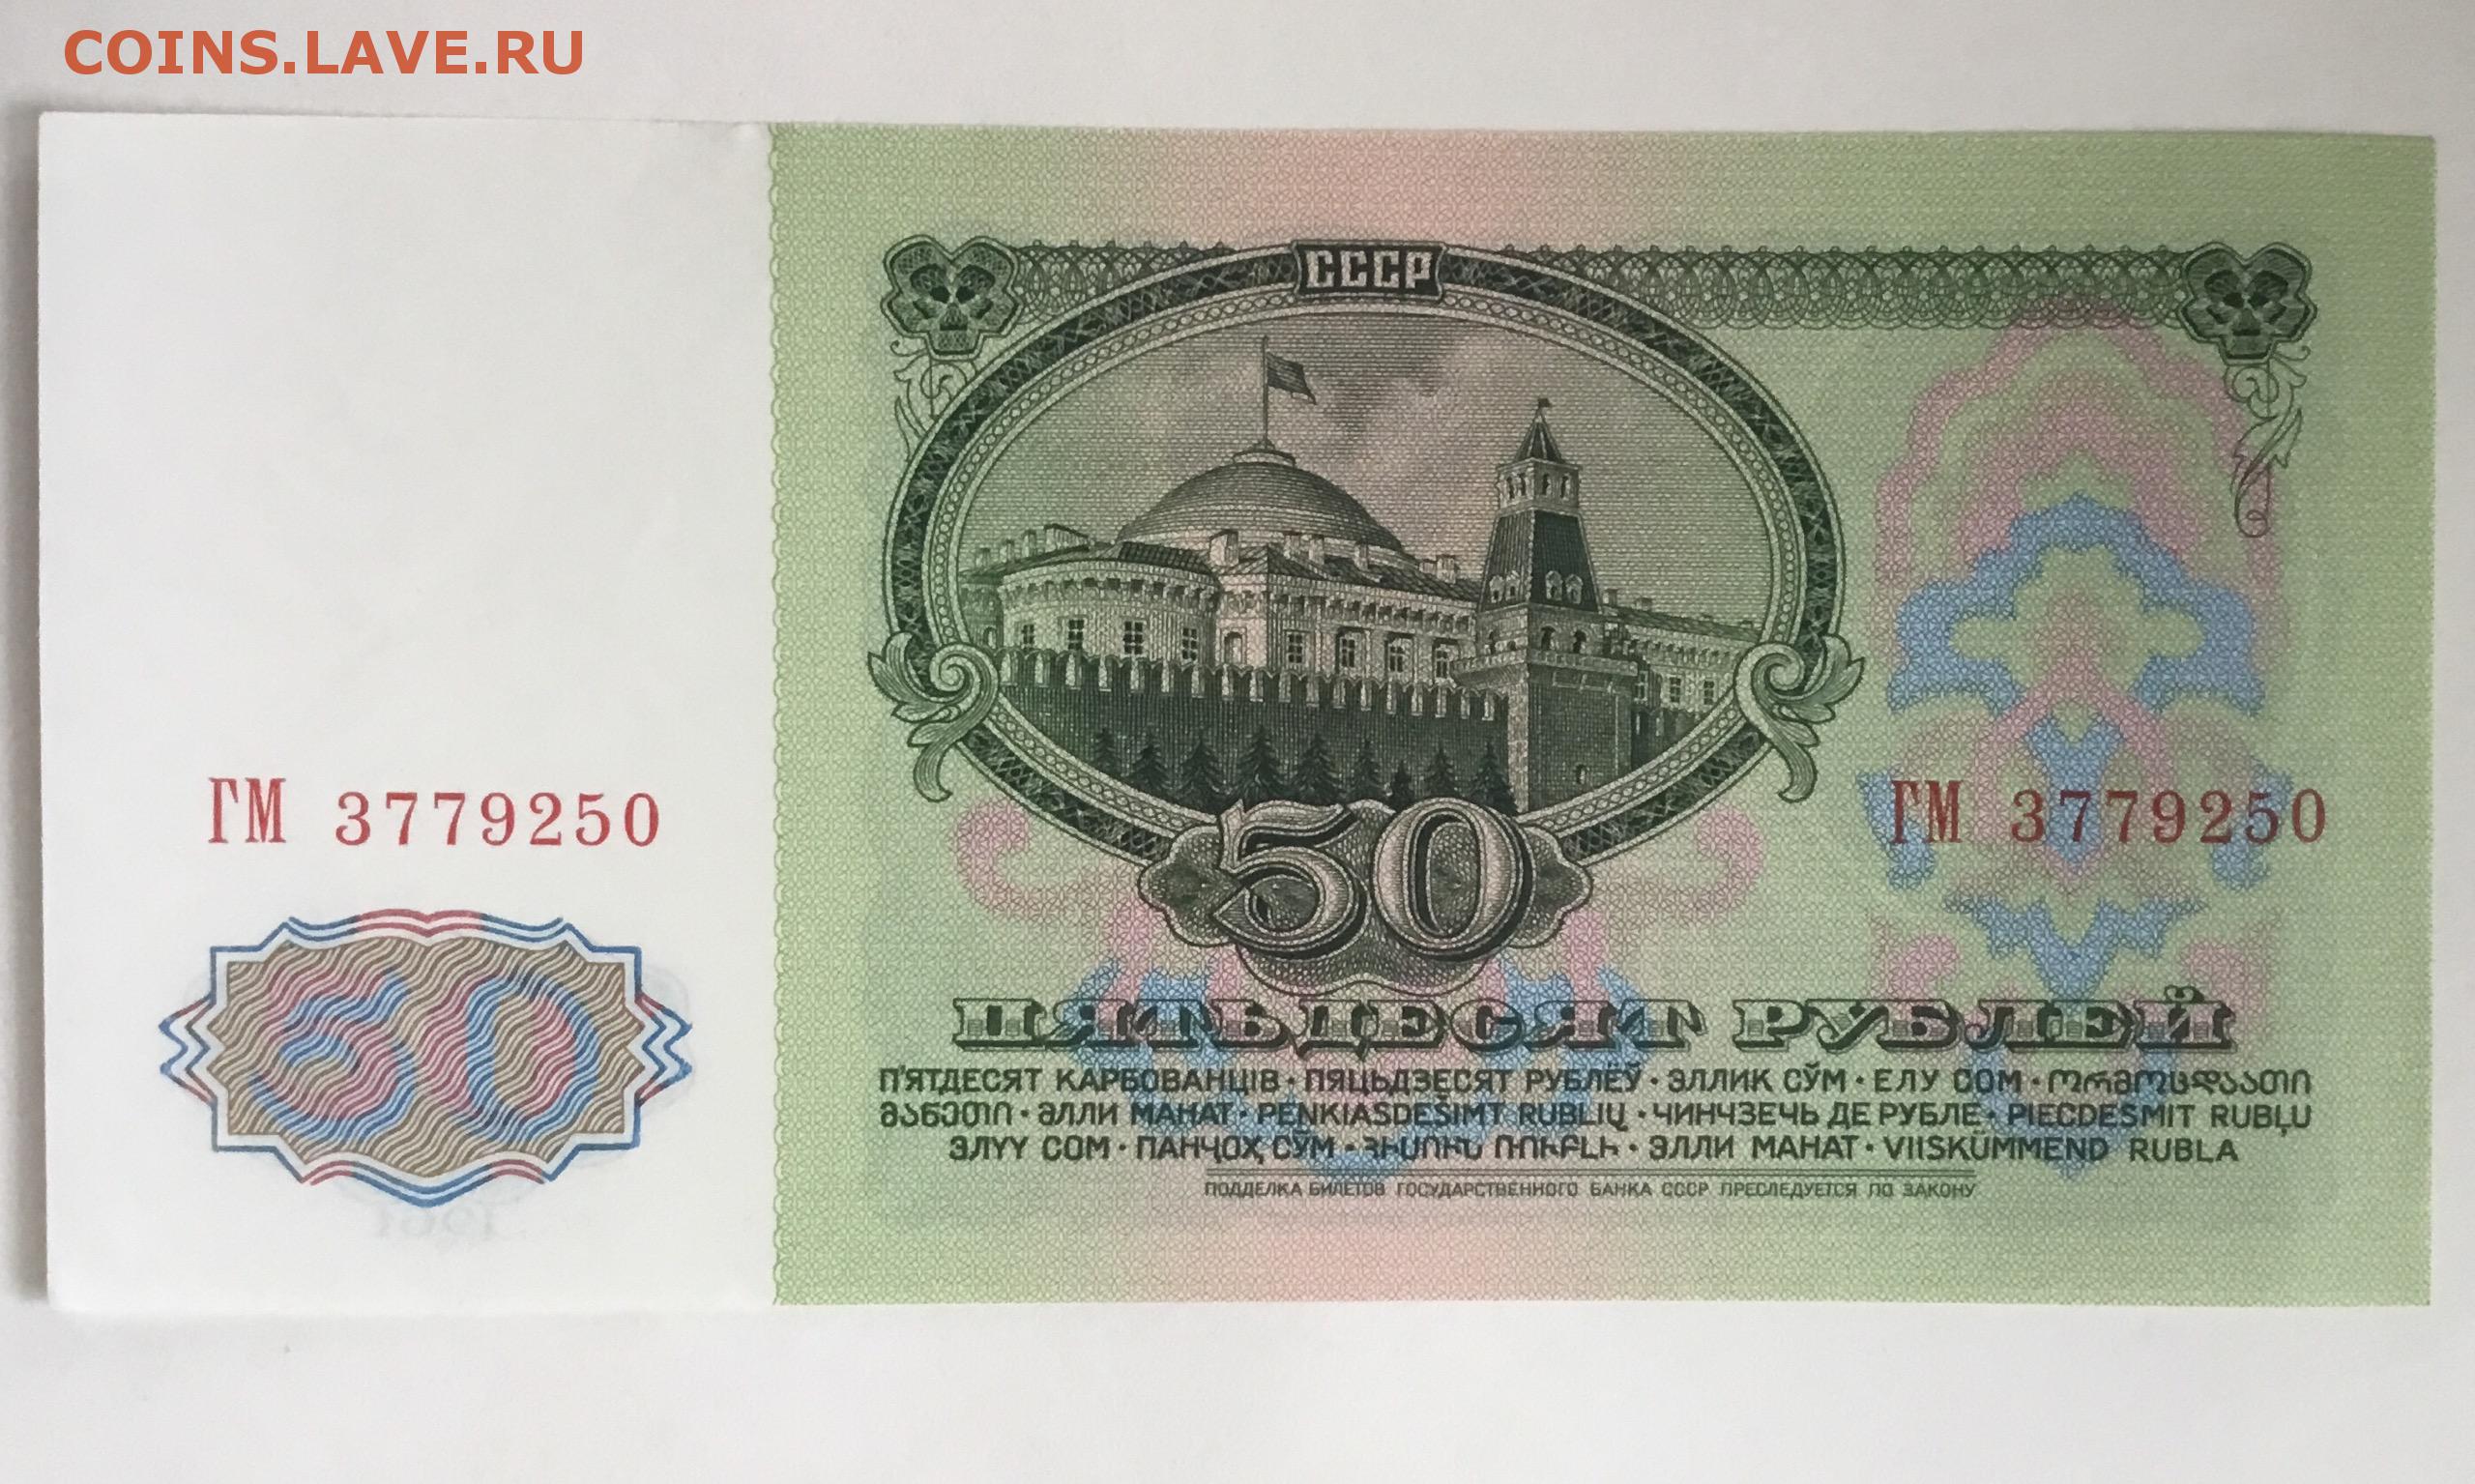 COINS.LAVE.RU
СССР
ГМ 3779250
ГМ 3779250
50
50
ПЯТЬДЕСЯТ РУБЛЕЙ
П'ЯТДЕСЯТ КАРБОВАНЦІВ · ПЯЦЬДЗЕСЯТ РУБЛЁЎ · ЭЛЛИК СЎМ · ЕЛУ СОМ · ორმოცდაათი
მანეთი · ӘЛЛИ МАНАТ · PENKIASDEŠIMT RUBLIŲ · ЧИНЧЗЕЧЬ ДЕ РУБЛЕ · PIECDESMIT RUBĻU
ЭЛҮҮ СОМ · ПАНҶОҲ СӮМ · ՀԻՍՈՒՆ ՌՈՒԲԼԻ · ЭЛЛИ МАНАТ · VIISKÜMMEND RUBLA
ПОДДЕЛКА БИЛЕТОВ ГОСУДАРСТВЕННОГО БАНКА СССР ПРЕСЛЕДУЕТСЯ ПО ЗАКОНУ